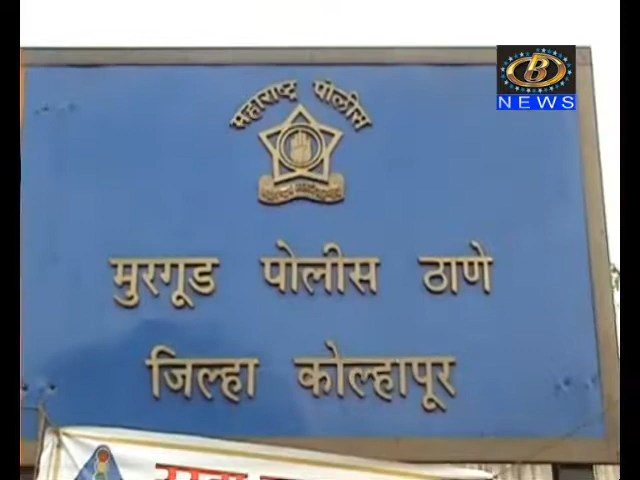 B
NEWS
महाराष्ट्र पोलीस
मुरगूड पोलीस ठाणे
जिल्हा कोल्हापूर